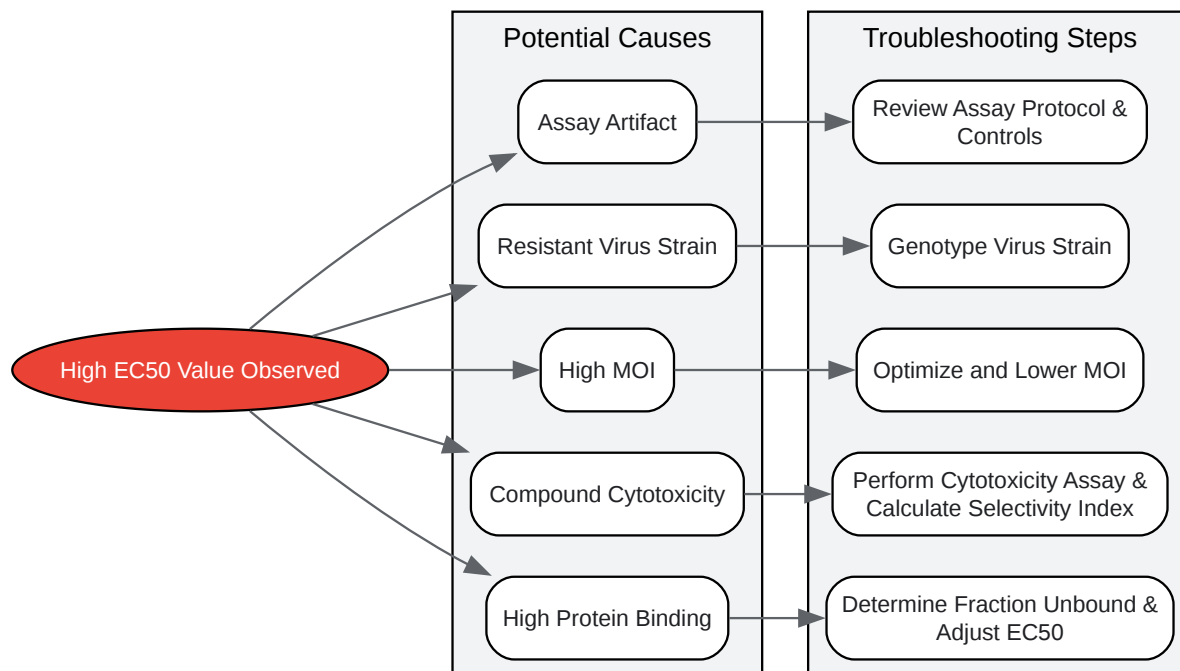 Potential Causes
Troubleshooting Steps
Assay Artifact
Review Assay Protocol &
Controls
Resistant Virus Strain
Genotype Virus Strain
High EC50 Value Observed
High MOI
Optimize and Lower MOI
Compound Cytotoxicity
Perform Cytotoxicity Assay &
Calculate Selectivity Index
High Protein Binding
Determine Fraction Unbound &
Adjust EC50